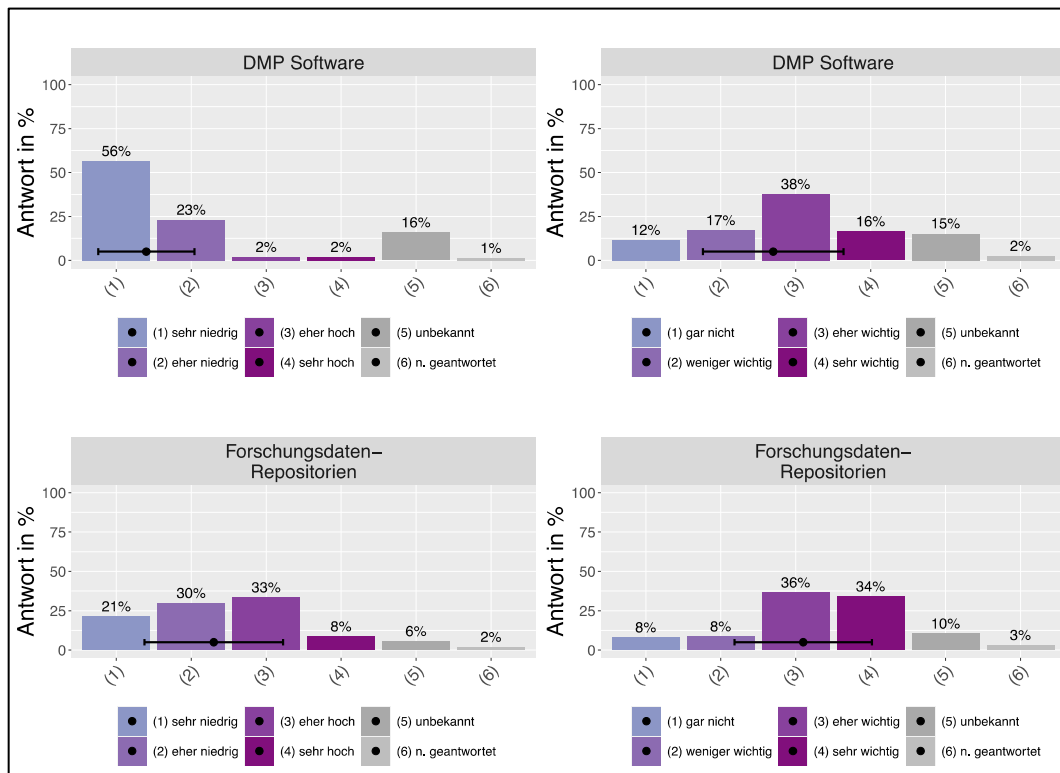 DMP Software
Antwort in %
100
75
50
25
0
56%
23%
2%
2%
16%
1%
(1)
(2)
(3)
(4)
(5)
(6)
(1) sehr niedrig
(3) eher hoch
(5) unbekannt
(2) eher niedrig
(4) sehr hoch
(6) n. geantwortet
DMP Software
Antwort in %
100
75
50
25
0
12%
17%
38%
16%
15%
2%
(1)
(2)
(3)
(4)
(5)
(6)
(1) gar nicht
(3) eher wichtig
(5) unbekannt
(2) weniger wichtig
(4) sehr wichtig
(6) n. geantwortet
Forschungsdaten−
Repositorien
Antwort in %
100
75
50
25
0
21%
30%
33%
8%
6%
2%
(1)
(2)
(3)
(4)
(5)
(6)
(1) sehr niedrig
(3) eher hoch
(5) unbekannt
(2) eher niedrig
(4) sehr hoch
(6) n. geantwortet
Forschungsdaten−
Repositorien
Antwort in %
100
75
50
25
0
8%
8%
36%
34%
10%
3%
(1)
(2)
(3)
(4)
(5)
(6)
(1) gar nicht
(3) eher wichtig
(5) unbekannt
(2) weniger wichtig
(4) sehr wichtig
(6) n. geantwortet